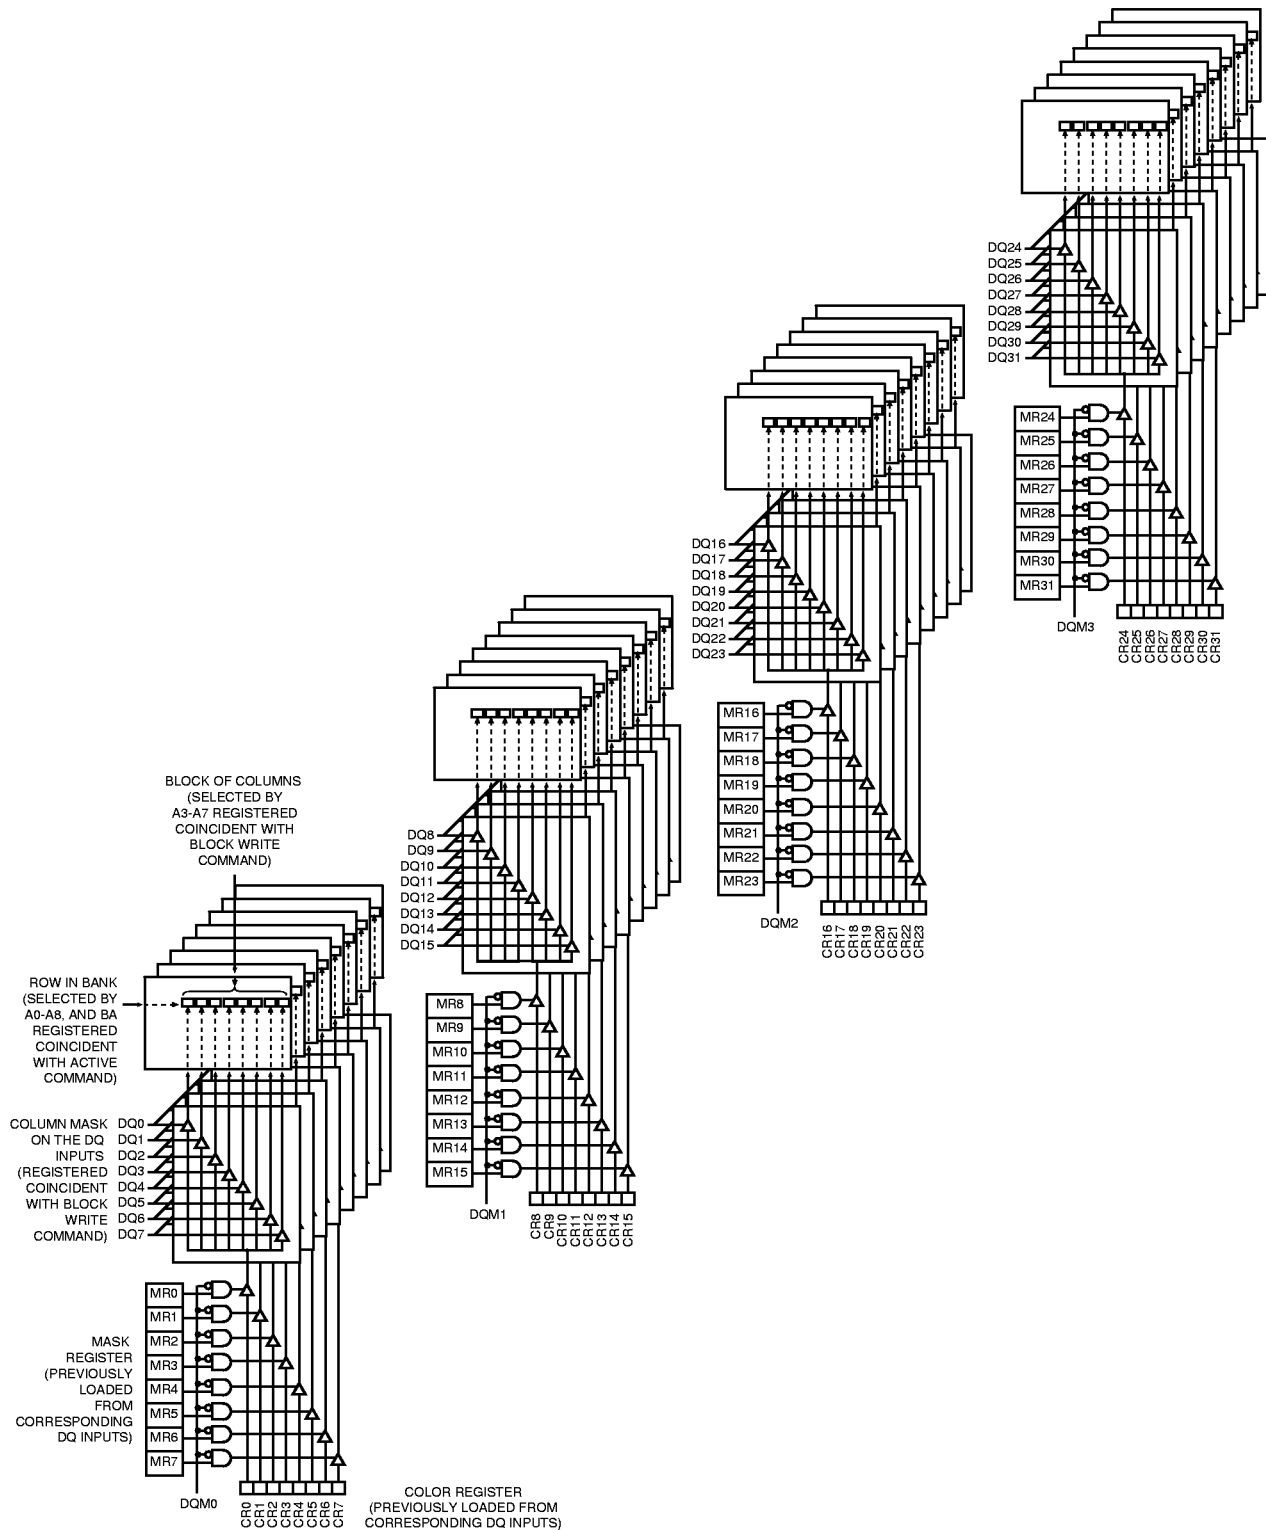 DQ24
DQ25
DQ26
DQ27
DQ28
DQ29
DQ30
DQ31
MR24
MR25
MR26
MR27
MR28
MR29
MR30
MR31
DQM3
CR24
CR25
CR26
CR27
CR28
CR29
CR30
CR31
DQ16
DQ17
DQ18
DQ19
DQ20
DQ21
DQ22
DQ23
MR16
MR17
MR18
MR19
MR20
MR21
MR22
MR23
DQM2
CR16
CR17
CR18
CR19
CR20
CR21
CR22
CR23
DQ8
DQ9
DQ10
DQ11
DQ12
DQ13
DQ14
DQ15
MR8
MR9
MR10
MR11
MR12
MR13
MR14
MR15
DQM1
CR8
CR9
CR10
CR11
CR12
CR13
CR14
CR15
BLOCK OF COLUMNS
(SELECTED BY
A3-A7 REGISTERED
COINCIDENT WITH
BLOCK WRITE
COMMAND)
ROW IN BANK
(SELECTED BY
A0-A8, AND BA
REGISTERED
COINCIDENT
WITH ACTIVE
COMMAND)
COLUMN MASK
ON THE DQ
INPUTS
(REGISTERED
COINCIDENT
WITH BLOCK
WRITE
COMMAND)
DQ0
DQ1
DQ2
DQ3
DQ4
DQ5
DQ6
DQ7
MASK
REGISTER
(PREVIOUSLY
LOADED
FROM
CORRESPONDING
DQ INPUTS)
MR0
MR1
MR2
MR3
MR4
MR5
MR6
MR7
DQM0
CR0
CR1
CR2
CR3
CR4
CR5
CR6
CR7
COLOR REGISTER
(PREVIOUSLY LOADED FROM
CORRESPONDING DQ INPUTS)